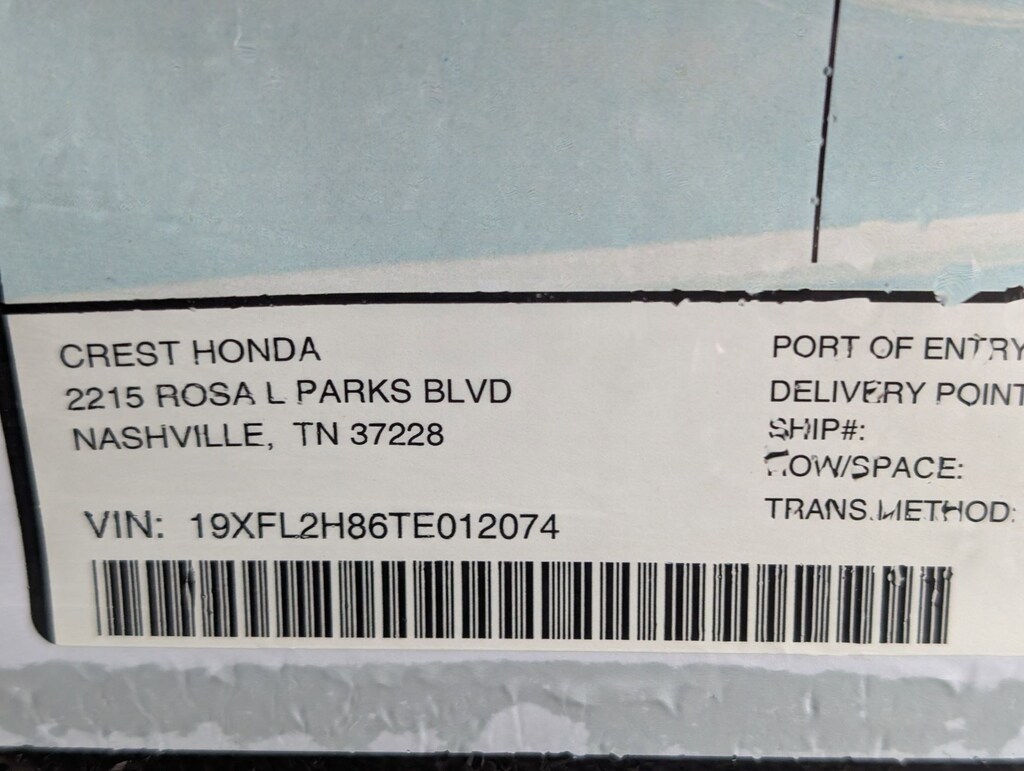 CREST HONDA
2215 ROSA L PARKS BLVD
NASHVILLE, TN 37228
VIN: 19XFL2H86TE012074
PORT OF ENTRY
DELIVERY POINT
SHIP#:
ROW/SPACE:
TRANS.METHOD: